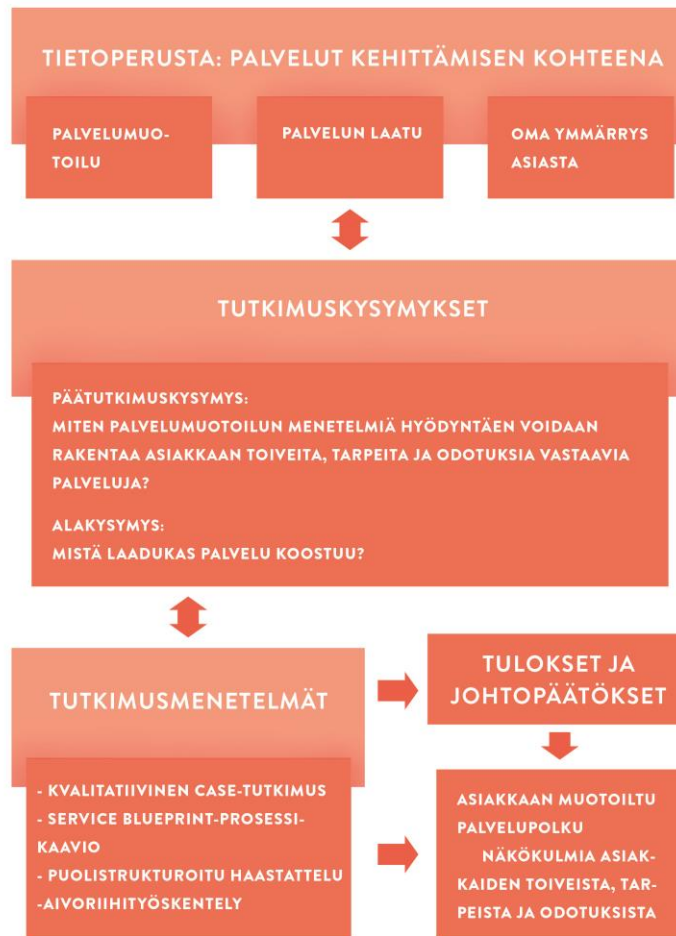 TIETOPERUSTA: PALVELUT KEHITTÄMISEN KOHTEENA
PALVELUMUO-
TOILU
PALVELUN LAATU
OMA YMMÄRRYS
ASIASTA
TUTKIMUSKYSYMYKSET
PÄÄTUTKIMUSKYSYMYS:
MITEN PALVELUMUOTOILUN MENETELMIÄ HYÖDYNTÄEN VOIDAAN
RAKENTAA ASIAKKAAN TOIVEITA, TARPEITA JA ODOTUKSIA VASTAAVIA
PALVELUJA?
ALAKYSYMYS:
MISTÄ LAADUKAS PALVELU KOOSTUU?
TUTKIMUSMENETELMÄT
- KVALITATIIVINEN CASE-TUTKIMUS
- SERVICE BLUEPRINT-PROSESSI-
KAAVIO
- PUOLISTRUKTUROITU HAASTATTELU
-AIVORIIHITYÖSKENTELY
TULOKSET JA
JOHTOPÄÄTÖKSET
ASIAKKAAN MUOTOILTU
PALVELUPOLKU
NÄKÖKULMIA ASIAK-
KAIDEN TOIVEISTA, TAR-
PEISTA JA ODOTUKSISTA